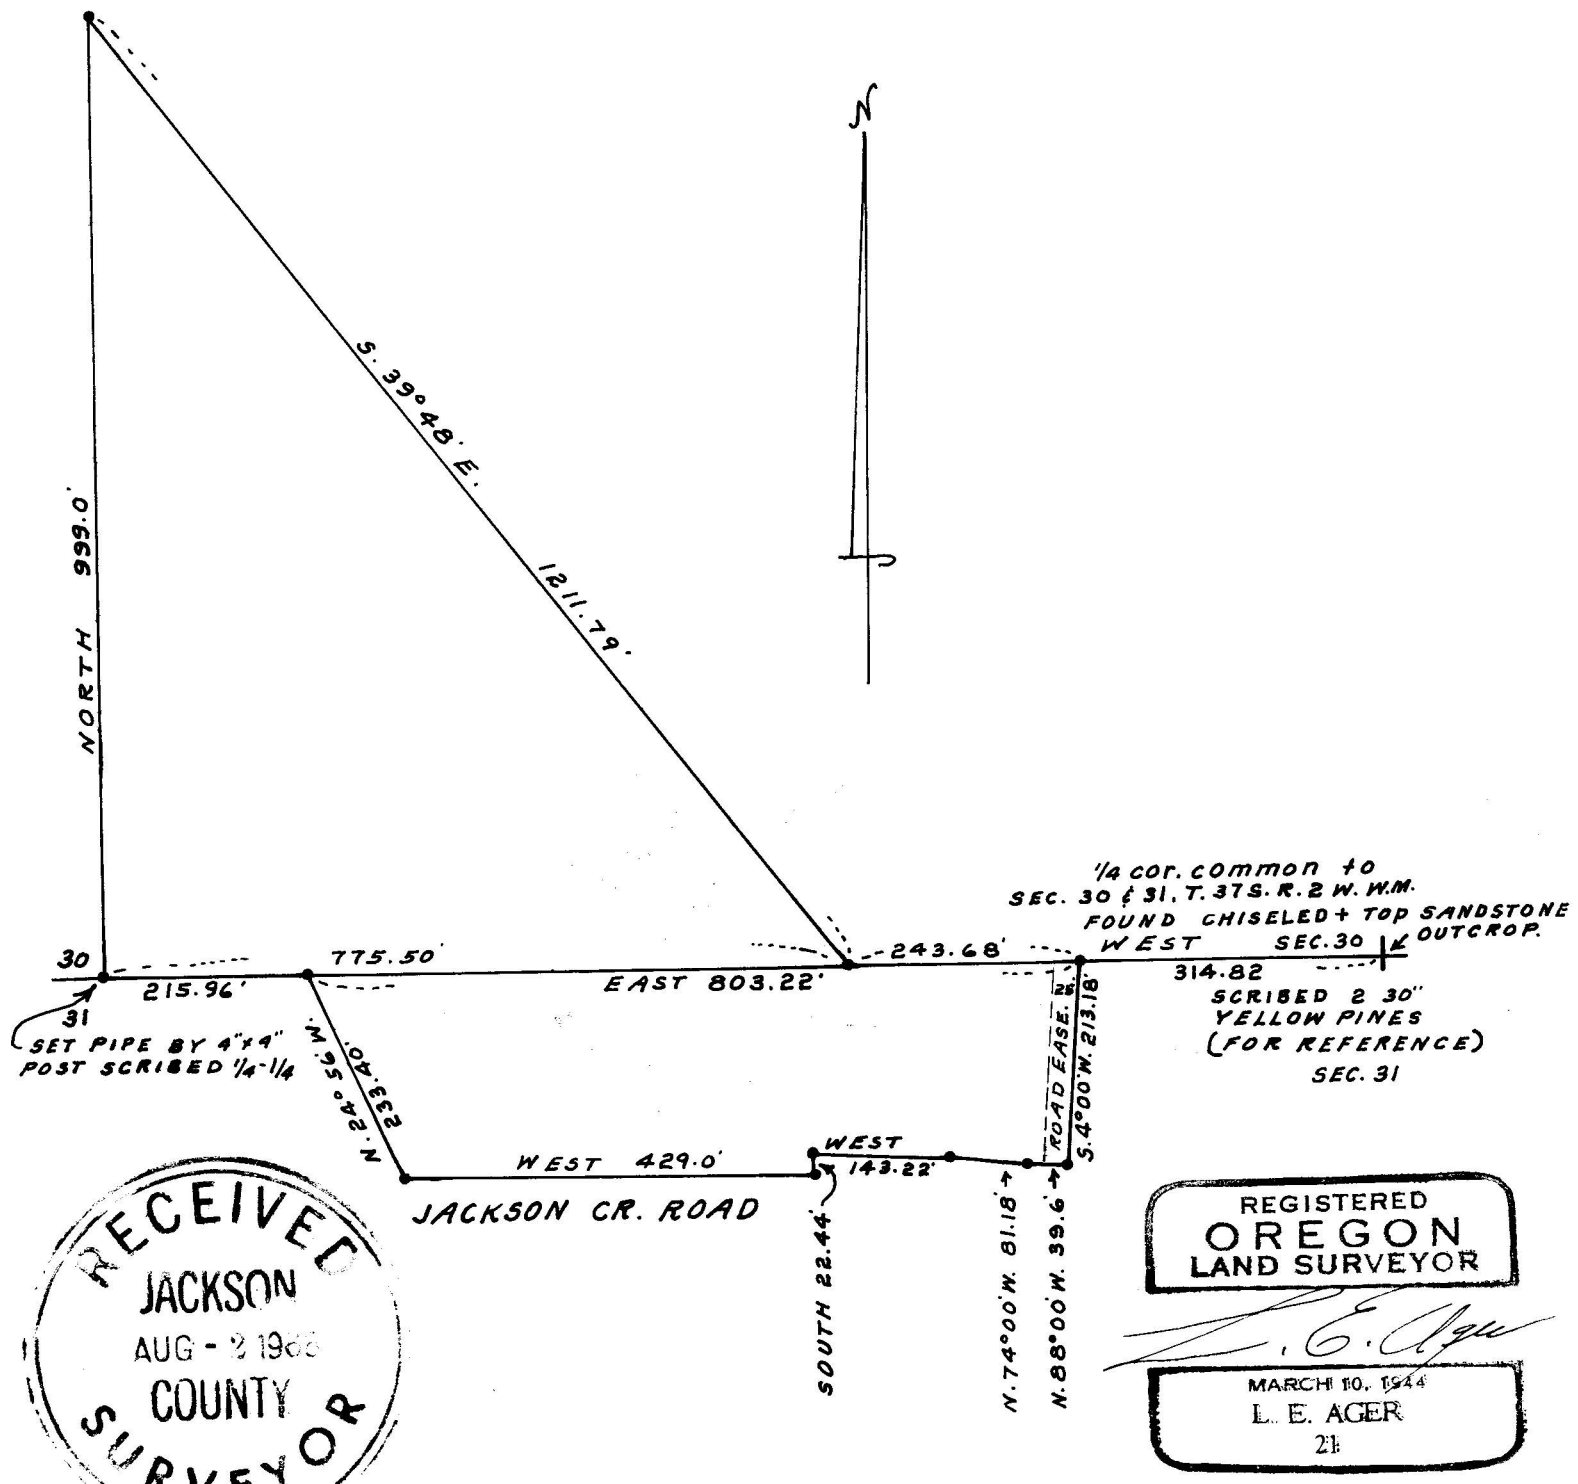 N
S. 39° 48' E.
1211.79'
NORTH 999.0'
1/4 cor. common to
SEC. 30 & 31, T. 37S. R. 2 W. W.M.
FOUND CHISELED + TOP SANDSTONE
OUTCROP.
WEST SEC. 30
314.82
SCRIBED 2 30"
YELLOW PINES
(FOR REFERENCE)
SEC. 31
30
31
775.50'
215.96'
EAST 803.22'
243.68'
SET PIPE BY 4"x4"
POST SCRIBED 1/4-1/4
N. 24° 56' W.
233.40'
ROAD EASE.
S. 4°00' W. 213.18'
WEST 429.0'
WEST
143.22'
JACKSON CR. ROAD
SOUTH 22.44'
N. 74°00' W. 81.18'
N. 88°00' W. 39.6'
RECEIVED
JACKSON
AUG - 2
COUNTY
SURVEYOR
REGISTERED
OREGON
LAND SURVEYOR
L. E. Ager
MARCH 10, 1944
L. E. AGER
21